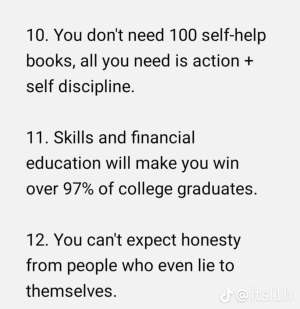 10. You don't need 100 self-help
books, all you need is action +
self discipline.
11. Skills and financial
education will make you win
over 97% of college graduates.
12. You can't expect honesty
from people who even lie to
themselves.